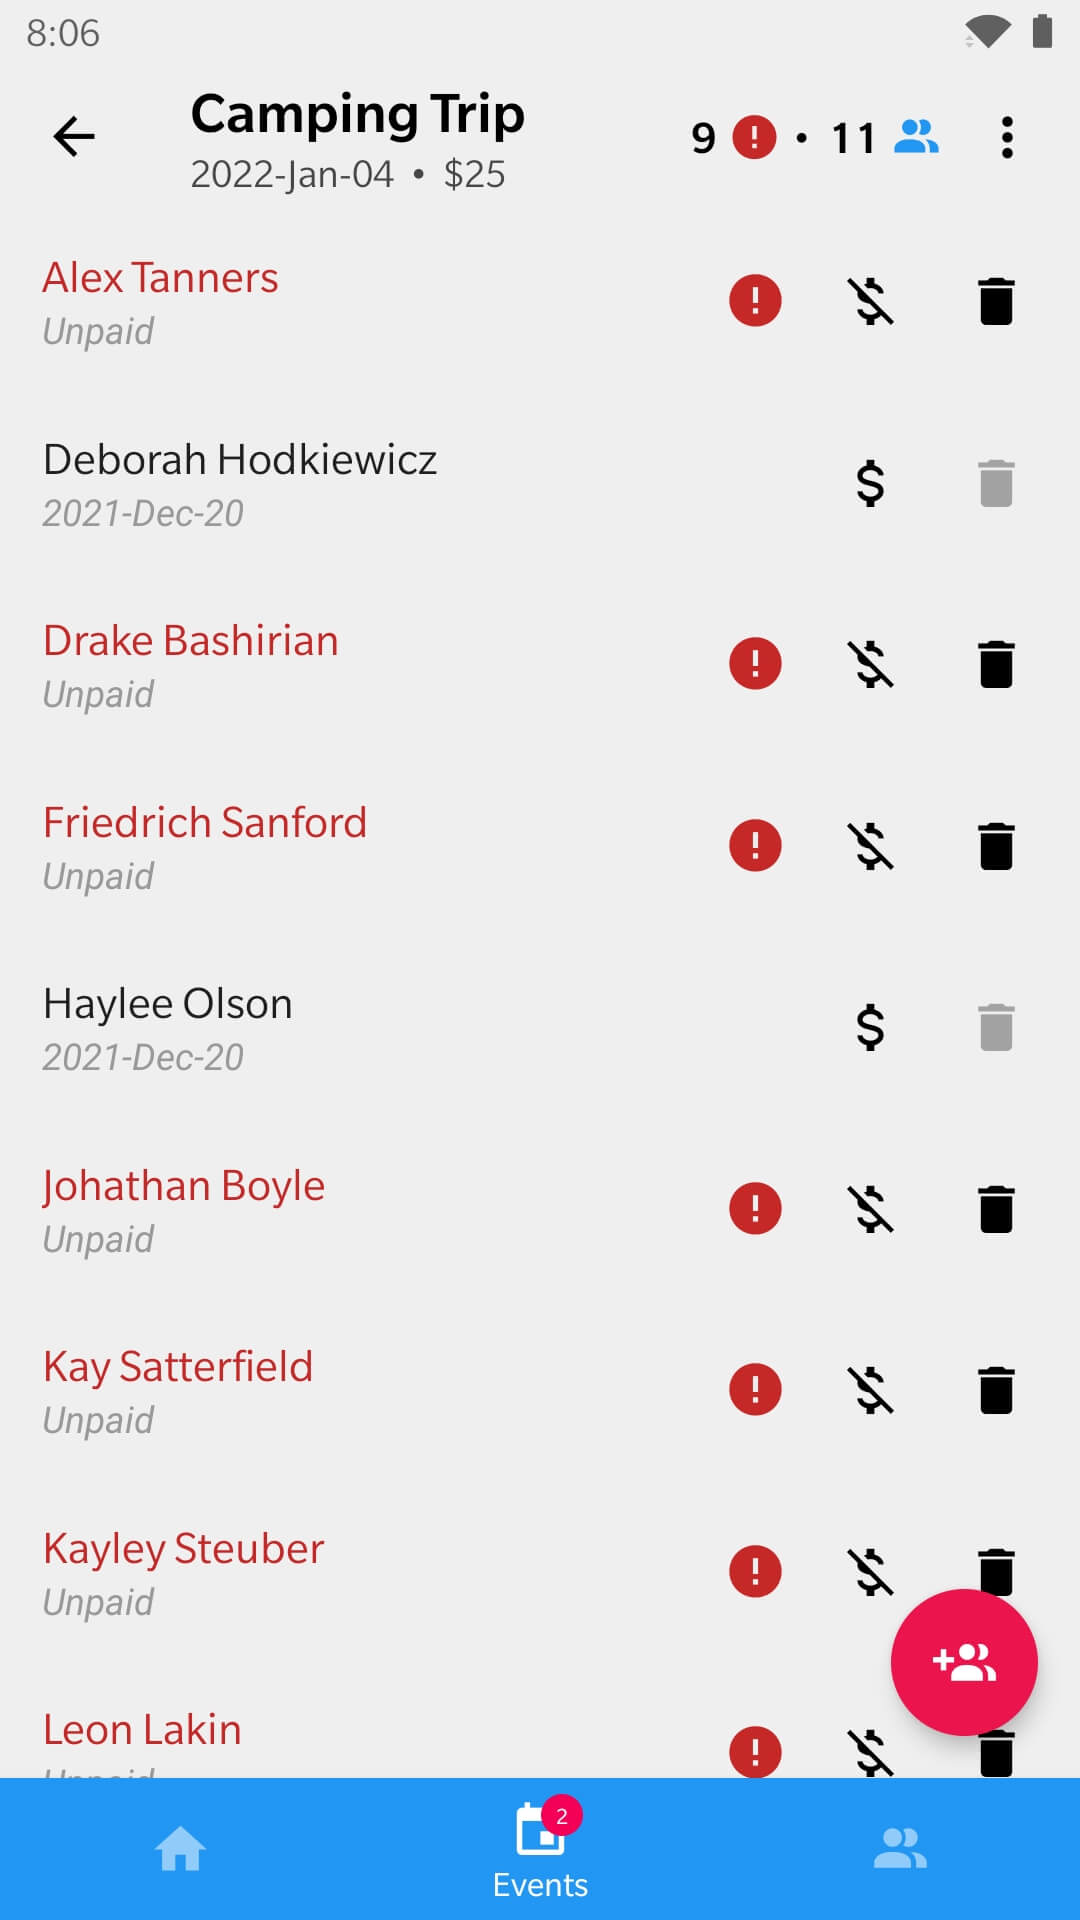 8:06
Camping Trip
9 ! • 11
2022-Jan-04 • $25
Alex Tanners
Unpaid
Deborah Hodkiewicz
2021-Dec-20
Drake Bashirian
Unpaid
Friedrich Sanford
Unpaid
Haylee Olson
2021-Dec-20
Johathan Boyle
Unpaid
Kay Satterfield
Unpaid
Kayley Steuber
Unpaid
Leon Lakin
2
Events